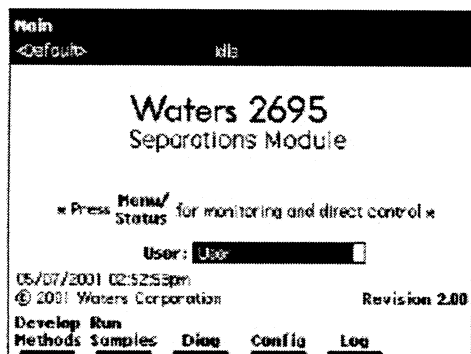 Main
<Default> Idle
Waters 2695
Separations Module
* Press Menu/Status for monitoring and direct control *
User: User
05/07/2001 02:52:53pm
© 2001 Waters Corporation Revision 2.00
Develop Methods Run Samples Diag Config Log